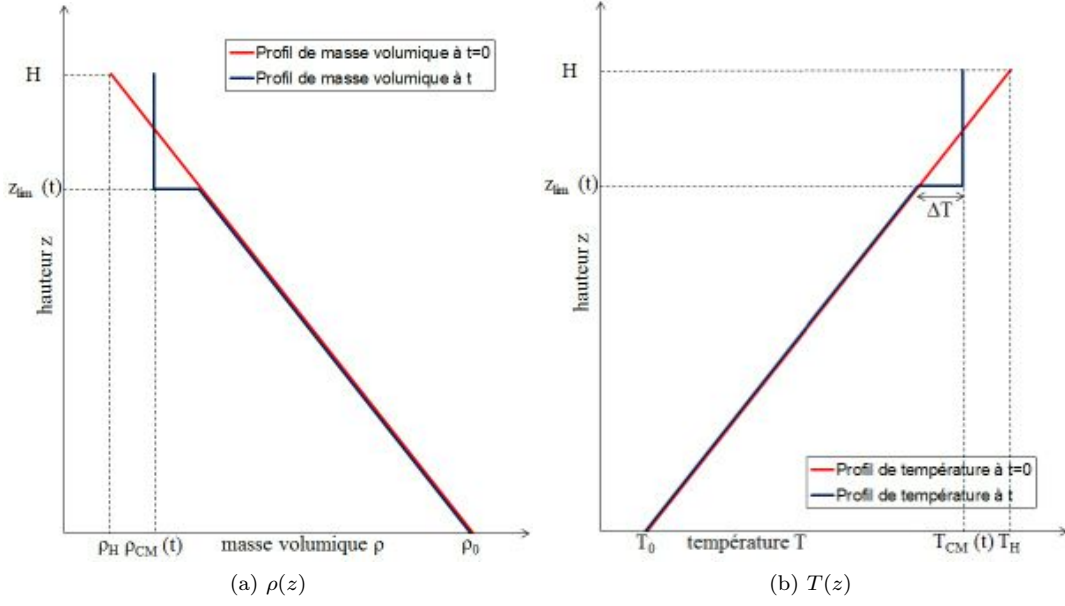 Profil de masse volumique à t=0
Profil de masse volumique à t
H
z_lim (t)
hauteur z
ρ_H ρ_CM (t) masse volumique ρ ρ_0
(a) ρ(z)
H
z_lim (t)
ΔT
hauteur z
Profil de température à t=0
Profil de température à t
T_0 température T T_CM (t) T_H
(b) T(z)